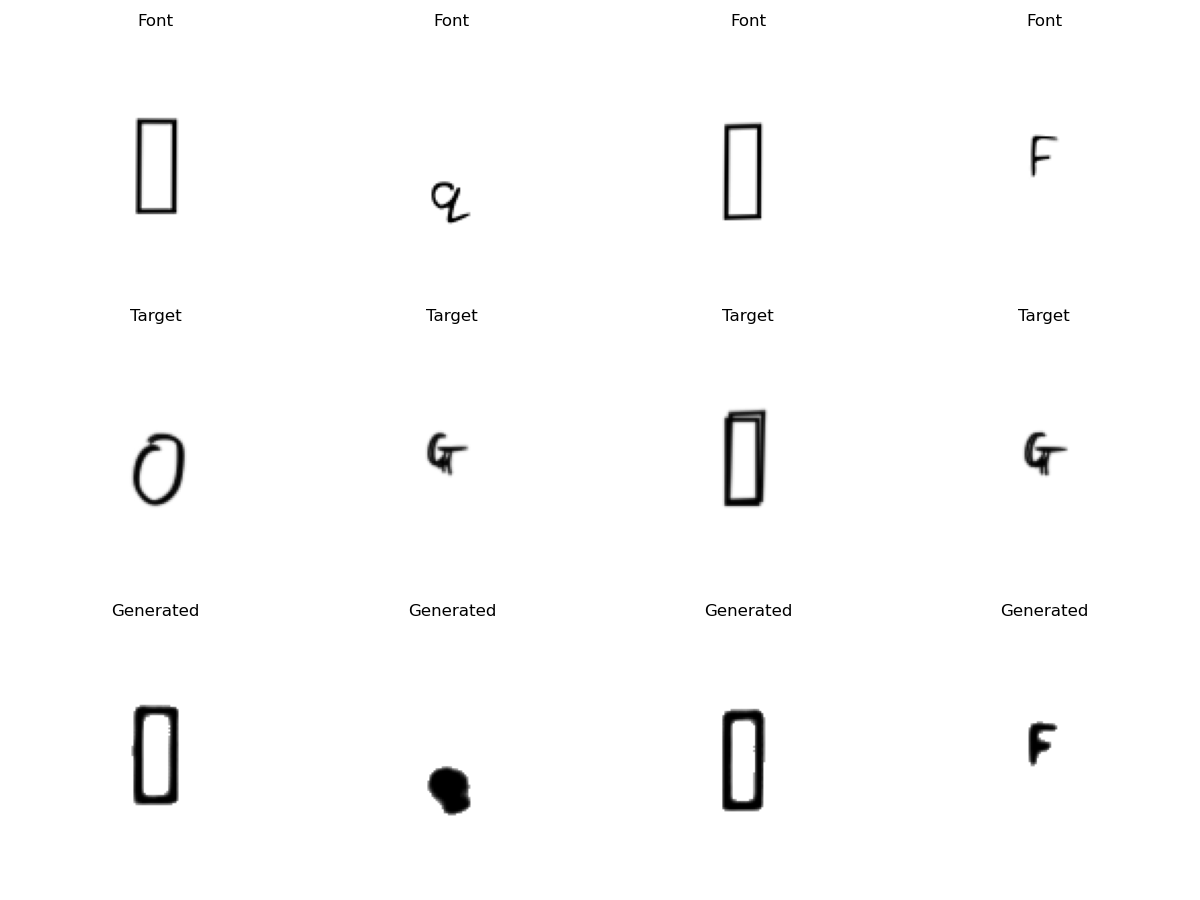 Font Font Font Font
q F
Target Target Target Target
O G G
Generated Generated Generated Generated
F